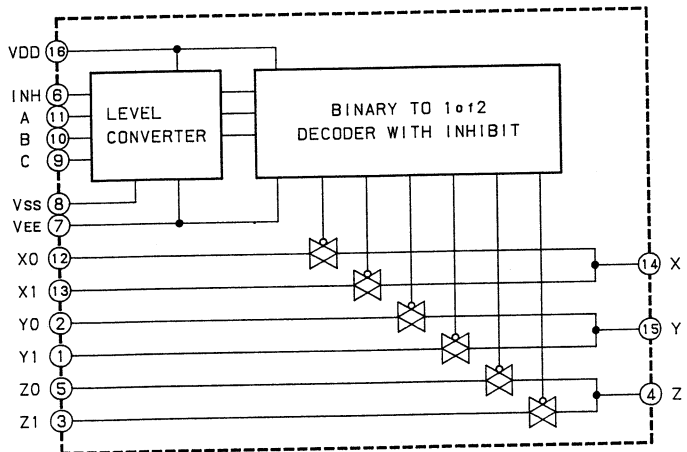 VDD 16
INH 6
A 11
B 10
C 9
VSS 8
VEE 7
X0 12
X1 13
Y0 2
Y1 1
Z0 5
Z1 3
LEVEL
CONVERTER
BINARY TO 1of2
DECODER WITH INHIBIT
14 X
15 Y
4 Z